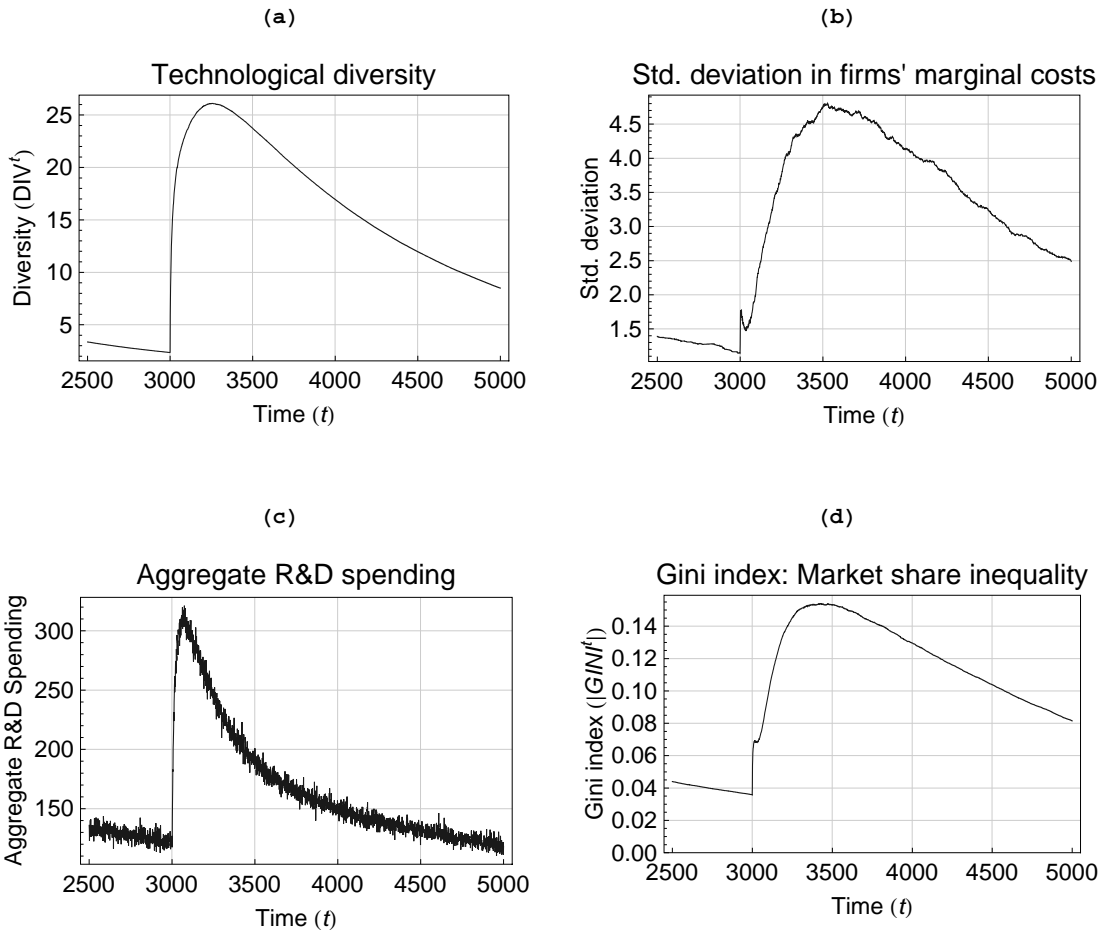 (a)
Technological diversity
Diversity (DIV^t)
25
20
15
10
5
2500 3000 3500 4000 4500 5000
Time (t)
(b)
Std. deviation in firms' marginal costs
Std. deviation
4.5
4.0
3.5
3.0
2.5
2.0
1.5
2500 3000 3500 4000 4500 5000
Time (t)
(c)
Aggregate R&D spending
Aggregate R&D Spending
300
250
200
150
2500 3000 3500 4000 4500 5000
Time (t)
(d)
Gini index: Market share inequality
Gini index (|GINI^t|)
0.14
0.12
0.10
0.08
0.06
0.04
0.02
0.00
2500 3000 3500 4000 4500 5000
Time (t)